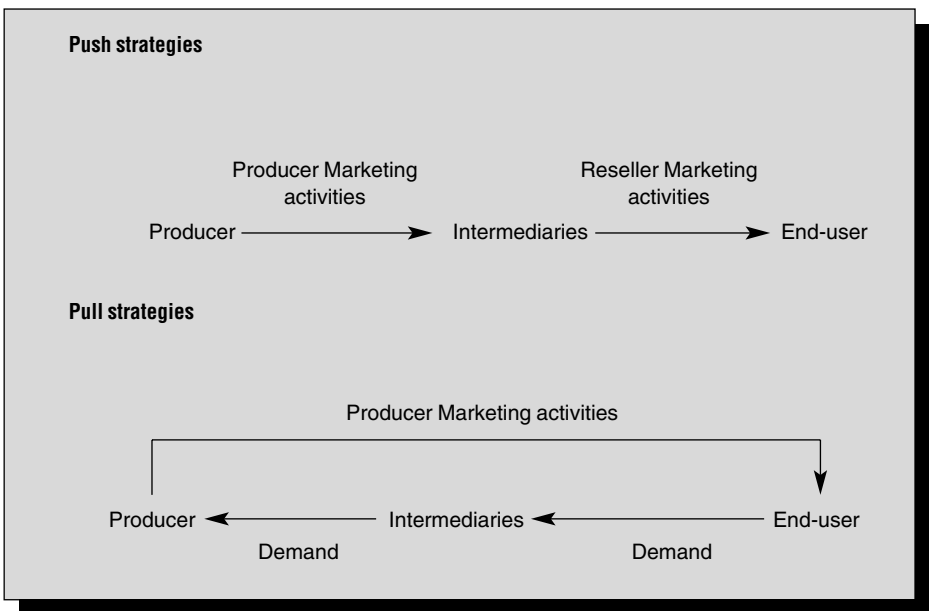 Push strategies
Producer Marketing
activities
Reseller Marketing
activities
Producer
Intermediaries
End-user
Pull strategies
Producer Marketing activities
Producer
Intermediaries
End-user
Demand
Demand